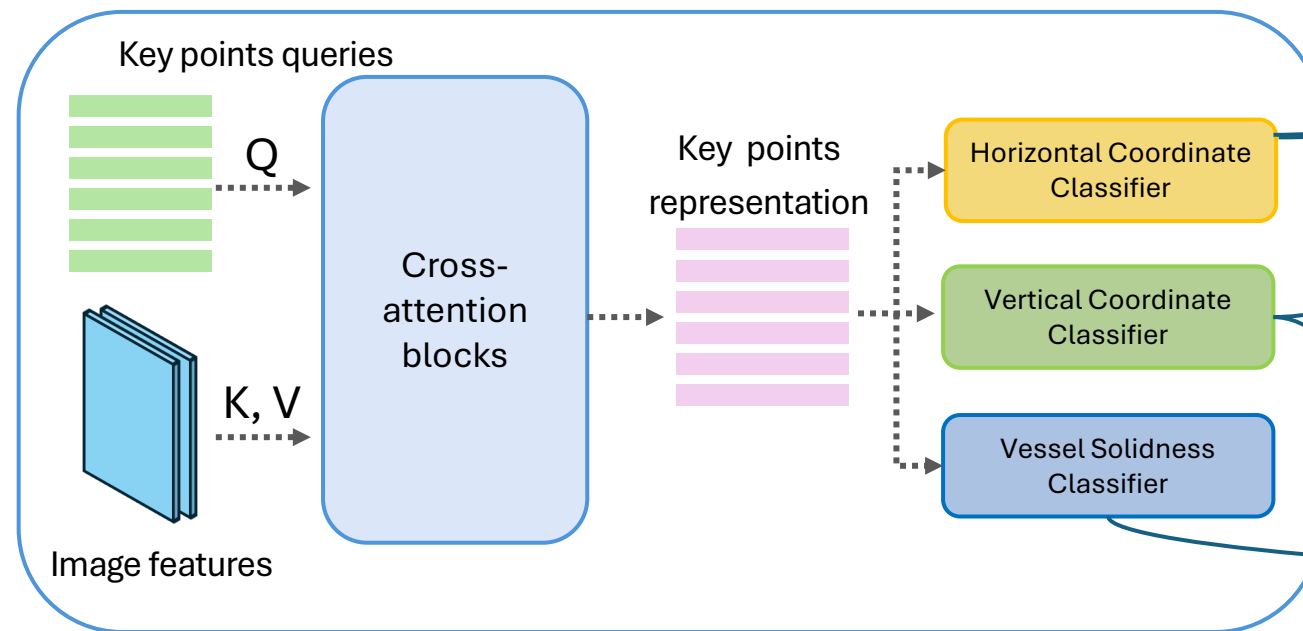 Key points queries
Q
Cross-
attention
blocks
K, V
Image features
Key points
representation
Horizontal Coordinate
Classifier
Vertical Coordinate
Classifier
Vessel Solidness
Classifier